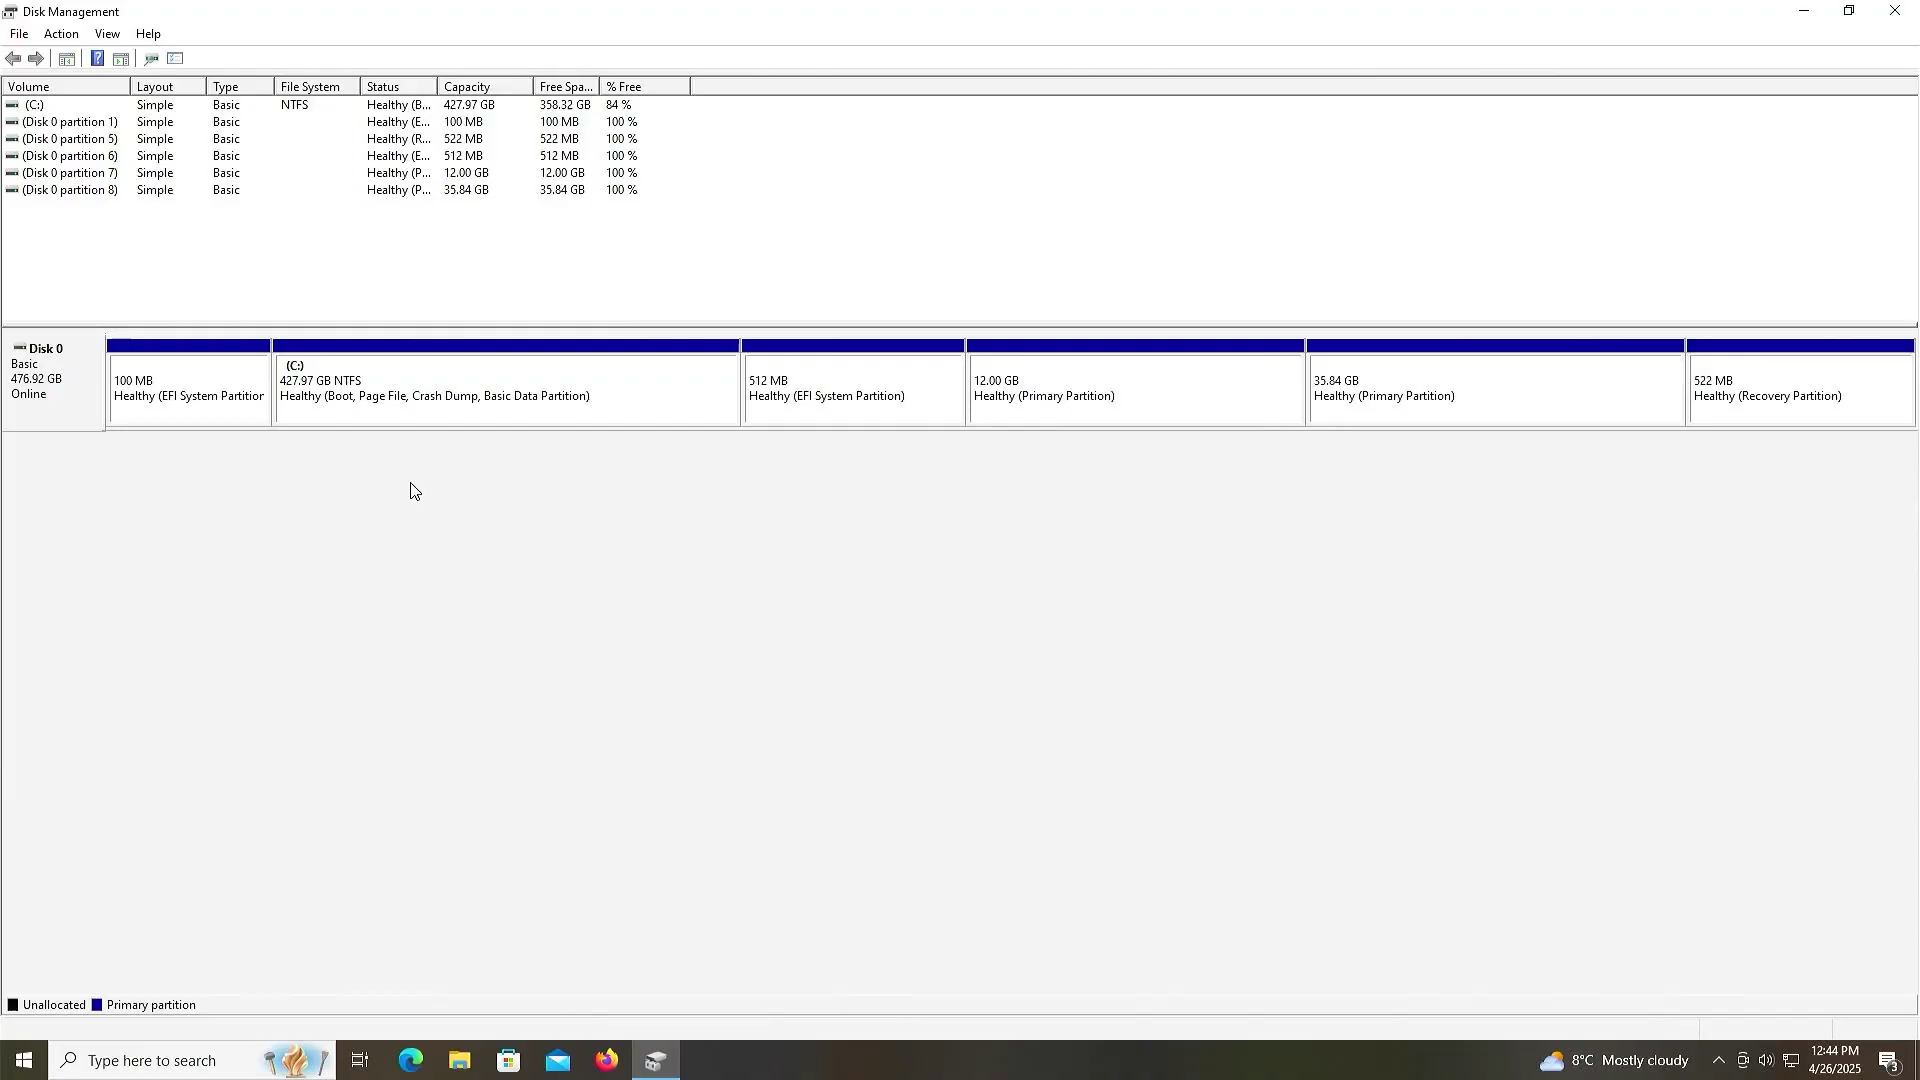 Disk Management
File Action View Help
Volume Layout Type File System Status Capacity Free Spa... % Free
(C:) Simple Basic NTFS Healthy (B... 427.97 GB 358.32 GB 84 %
(Disk 0 partition 1) Simple Basic Healthy (E... 100 MB 100 MB 100 %
(Disk 0 partition 5) Simple Basic Healthy (R... 522 MB 522 MB 100 %
(Disk 0 partition 6) Simple Basic Healthy (E... 512 MB 512 MB 100 %
(Disk 0 partition 7) Simple Basic Healthy (P... 12.00 GB 12.00 GB 100 %
(Disk 0 partition 8) Simple Basic Healthy (P... 35.84 GB 35.84 GB 100 %
Disk 0
Basic
476.92 GB
Online
100 MB
Healthy (EFI System Partition
(C:)
427.97 GB NTFS
Healthy (Boot, Page File, Crash Dump, Basic Data Partition)
512 MB
Healthy (EFI System Partition)
12.00 GB
Healthy (Primary Partition)
35.84 GB
Healthy (Primary Partition)
522 MB
Healthy (Recovery Partition)
Unallocated Primary partition
Type here to search
8°C Mostly cloudy
12:44 PM
4/26/2025
3